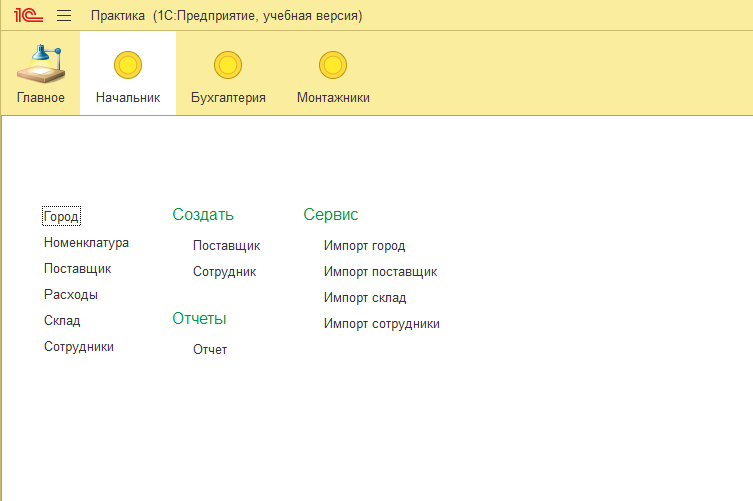 1С Практика (1С:Предприятие, учебная версия)
Главное Начальник Бухгалтерия Монтажники
Город
Номенклатура
Поставщик
Расходы
Склад
Сотрудники
Создать
Поставщик
Сотрудник
Отчеты
Отчет
Сервис
Импорт город
Импорт поставщик
Импорт склад
Импорт сотрудники